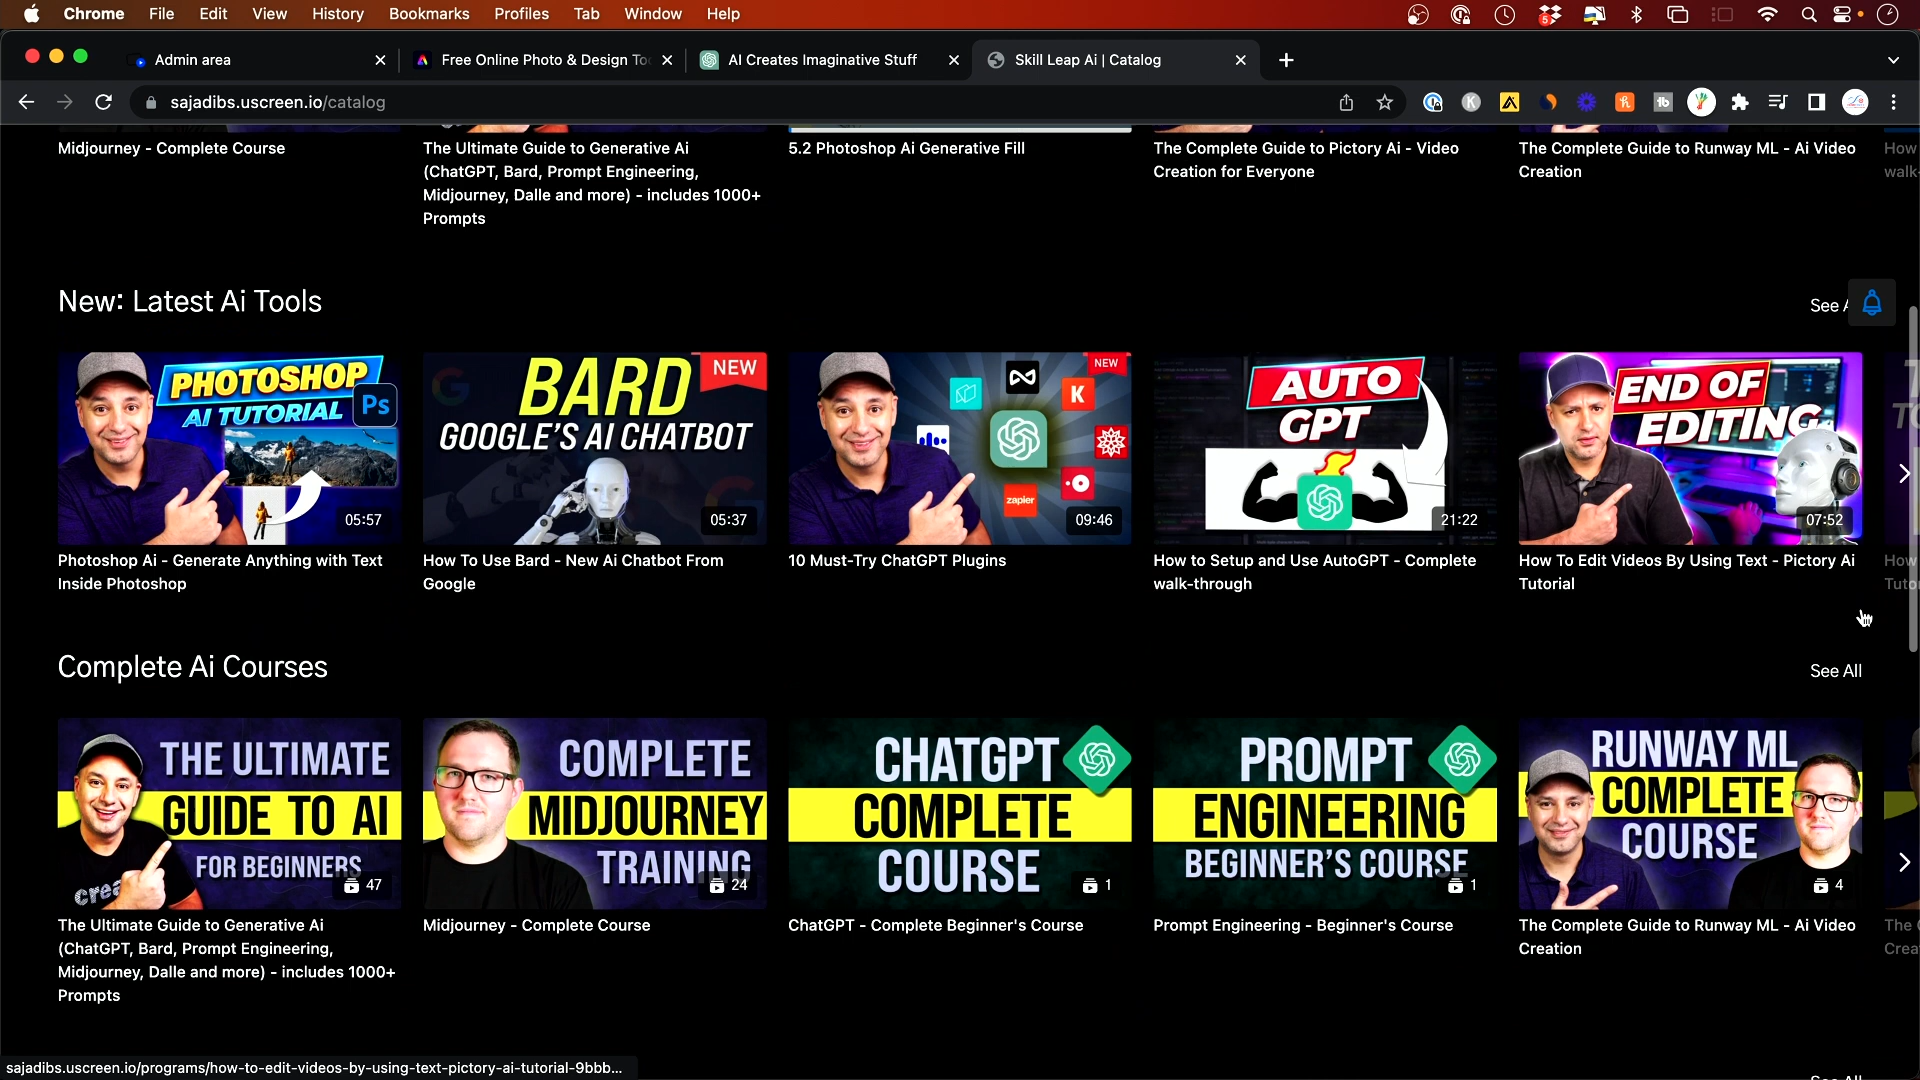 Chrome File Edit View History Bookmarks Profiles Tab Window Help
5
Admin area
Free Online Photo & Design To
AI Creates Imaginative Stuff
Skill Leap Ai | Catalog
sajadibs.uscreen.io/catalog
Midjourney - Complete Course
The Ultimate Guide to Generative Ai
(ChatGPT, Bard, Prompt Engineering,
Midjourney, Dalle and more) - includes 1000+
Prompts
5.2 Photoshop Ai Generative Fill
The Complete Guide to Pictory Ai - Video
Creation for Everyone
The Complete Guide to Runway ML - Ai Video
Creation
How
walk-
New: Latest Ai Tools
See A
PHOTOSHOP
AI TUTORIAL
Ps
05:57
NEW
BARD
GOOGLE'S AI CHATBOT
05:37
NEW
K
zapier
09:46
AUTO
GPT
21:22
END OF
EDITING
07:52
Photoshop Ai - Generate Anything with Text
Inside Photoshop
How To Use Bard - New Ai Chatbot From
Google
10 Must-Try ChatGPT Plugins
How to Setup and Use AutoGPT - Complete
walk-through
How To Edit Videos By Using Text - Pictory Ai
Tutorial
How
Tuto
Complete Ai Courses
See All
THE ULTIMATE
GUIDE TO AI
FOR BEGINNERS
crea
47
COMPLETE
MIDJOURNEY
TRAINING
24
CHATGPT
COMPLETE
COURSE
1
PROMPT
ENGINEERING
BEGINNER'S COURSE
1
RUNWAY ML
COMPLETE
COURSE
4
The Ultimate Guide to Generative Ai
(ChatGPT, Bard, Prompt Engineering,
Midjourney, Dalle and more) - includes 1000+
Prompts
Midjourney - Complete Course
ChatGPT - Complete Beginner's Course
Prompt Engineering - Beginner's Course
The Complete Guide to Runway ML - Ai Video
Creation
The
Crea
sajadibs.uscreen.io/programs/how-to-edit-videos-by-using-text-pictory-ai-tutorial-9bbb...
See All